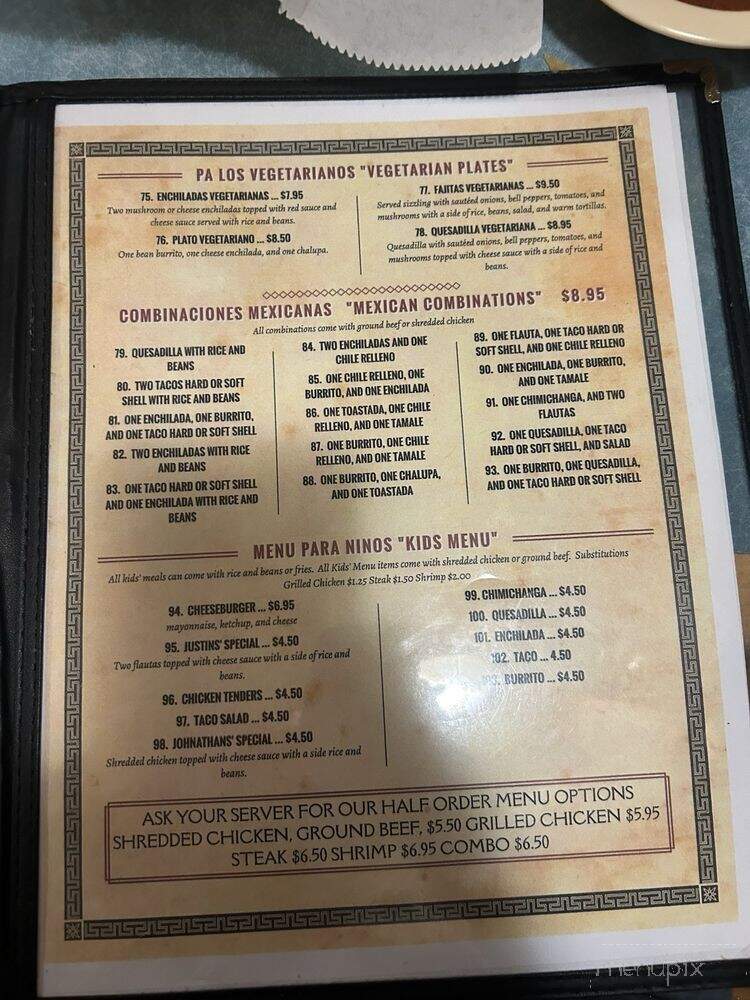 PA LOS VEGETARIANOS "VEGETARIAN PLATES"
75. ENCHILADAS VEGETARIANAS ... $7.95
Two mushroom or cheese enchiladas topped with red sauce and
cheese sauce served with rice and beans.
76. PLATO VEGETARIANO ... $8.50
One bean burrito, one cheese enchilada, and one chalupa.
77. FAJITAS VEGETARIANAS ... $9.50
Served sizzling with sautéed onions, bell peppers, tomatoes, and
mushrooms with a side of rice, beans, salad, and warm tortillas.
78. QUESADILLA VEGETARIANA ... $8.95
Quesadilla with sautéed onions, bell peppers, tomatoes, and
mushrooms topped with cheese sauce with a side of rice and
beans.
COMBINACIONES MEXICANAS "MEXICAN COMBINATIONS" $8.95
All combinations come with ground beef or shredded chicken
79. QUESADILLA WITH RICE AND
BEANS
80. TWO TACOS HARD OR SOFT
SHELL WITH RICE AND BEANS
81. ONE ENCHILADA, ONE BURRITO,
AND ONE TACO HARD OR SOFT SHELL
82. TWO ENCHILADAS WITH RICE
AND BEANS
83. ONE TACO HARD OR SOFT SHELL
AND ONE ENCHILADA WITH RICE AND
BEANS
84. TWO ENCHILADAS AND ONE
CHILE RELLENO
85. ONE CHILE RELLENO, ONE
BURRITO, AND ONE ENCHILADA
86. ONE TOASTADA, ONE CHILE
RELLENO, AND ONE TAMALE
87. ONE BURRITO, ONE CHILE
RELLENO, AND ONE TAMALE
88. ONE BURRITO, ONE CHALUPA,
AND ONE TOASTADA
89. ONE FLAUTA, ONE TACO HARD OR
SOFT SHELL, AND ONE CHILE RELLENO
90. ONE ENCHILADA, ONE BURRITO,
AND ONE TAMALE
91. ONE CHIMICHANGA, AND TWO
FLAUTAS
92. ONE QUESADILLA, ONE TACO
HARD OR SOFT SHELL, AND SALAD
93. ONE BURRITO, ONE QUESADILLA,
AND ONE TACO HARD OR SOFT SHELL
MENU PARA NINOS "KIDS MENU"
All kids' meals can come with rice and beans or fries. All Kids' Menu items come with shredded chicken or ground beef. Substitutions
Grilled Chicken $1.25 Steak $1.50 Shrimp $2.00
94. CHEESEBURGER ... $6.95
mayonnaise, ketchup, and cheese
95. JUSTINS' SPECIAL ... $4.50
Two flautas topped with cheese sauce with a side of rice and
beans.
96. CHICKEN TENDERS ... $4.50
97. TACO SALAD ... $4.50
98. JOHNATHANS' SPECIAL ... $4.50
Shredded chicken topped with cheese sauce with a side rice and
beans.
99. CHIMICHANGA ... $4.50
100. QUESADILLA ... $4.50
101. ENCHILADA ... $4.50
102. TACO ... 4.50
BURRITO ... $4.50
ASK YOUR SERVER FOR OUR HALF ORDER MENU OPTIONS
SHREDDED CHICKEN, GROUND BEEF, $5.50 GRILLED CHICKEN $5.95
STEAK $6.50 SHRIMP $6.95 COMBO $6.50
menupix